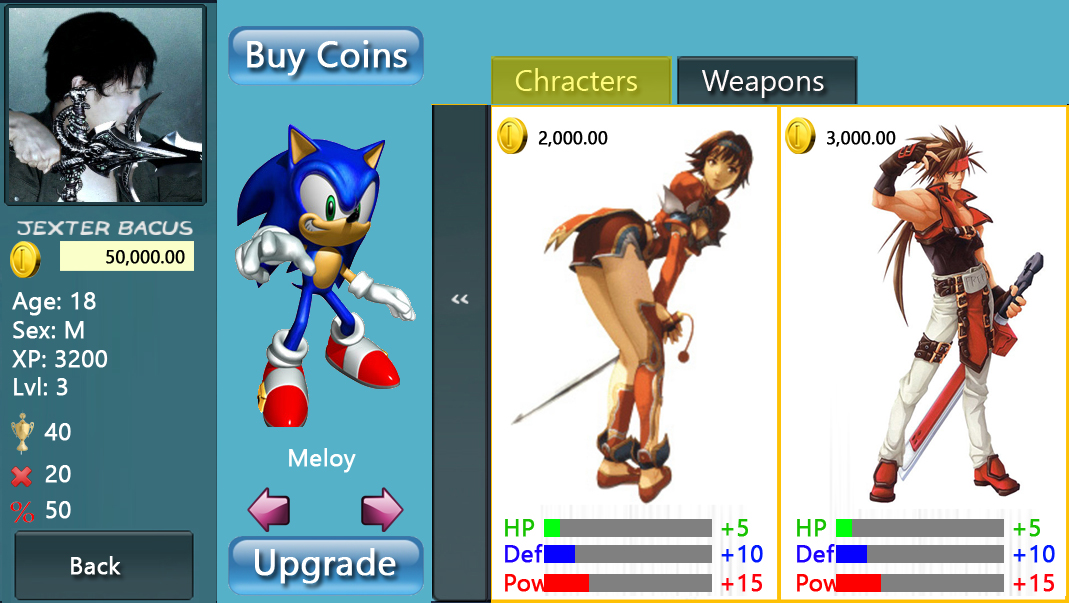 JEXTER BACUS
50,000.00
Age: 18
Sex: M
XP: 3200
Lvl: 3
40
20
% 50
Back
Buy Coins
Meloy
Upgrade
«
Chracters
Weapons
2,000.00
HP +5
Def +10
Pow +15
3,000.00
HP +5
Def +10
Pow +15